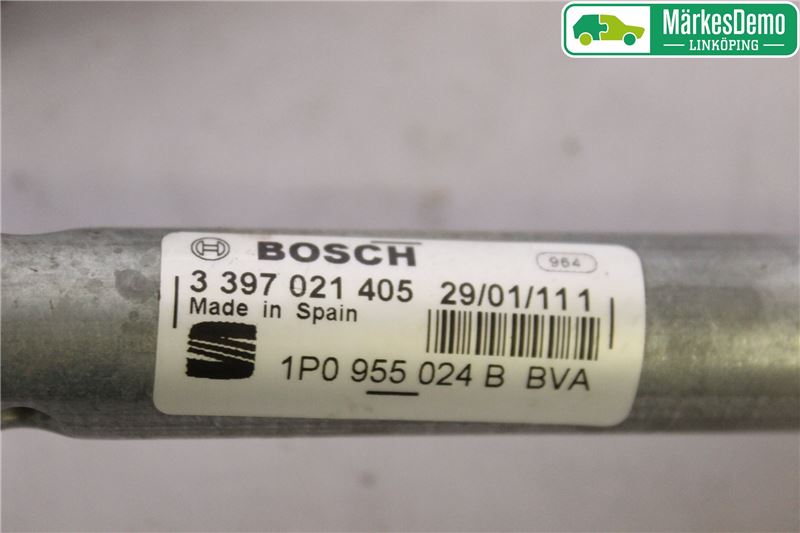 MärkesDemo
LINKÖPING
BOSCH
964
3 397 021 405 29/01/11 1
Made in Spain
1P0 955 024 B BVA